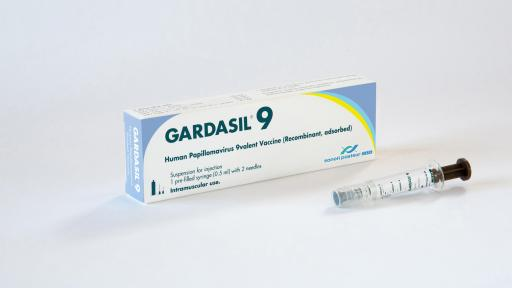 GARDASIL® 9
Human Papillomavirus 9valent Vaccine (Recombinant, adsorbed)
Suspension for injection
1 pre-filled syringe (0.5 ml) with 2 needles
Intramuscular use.
sanofi pasteur MSD